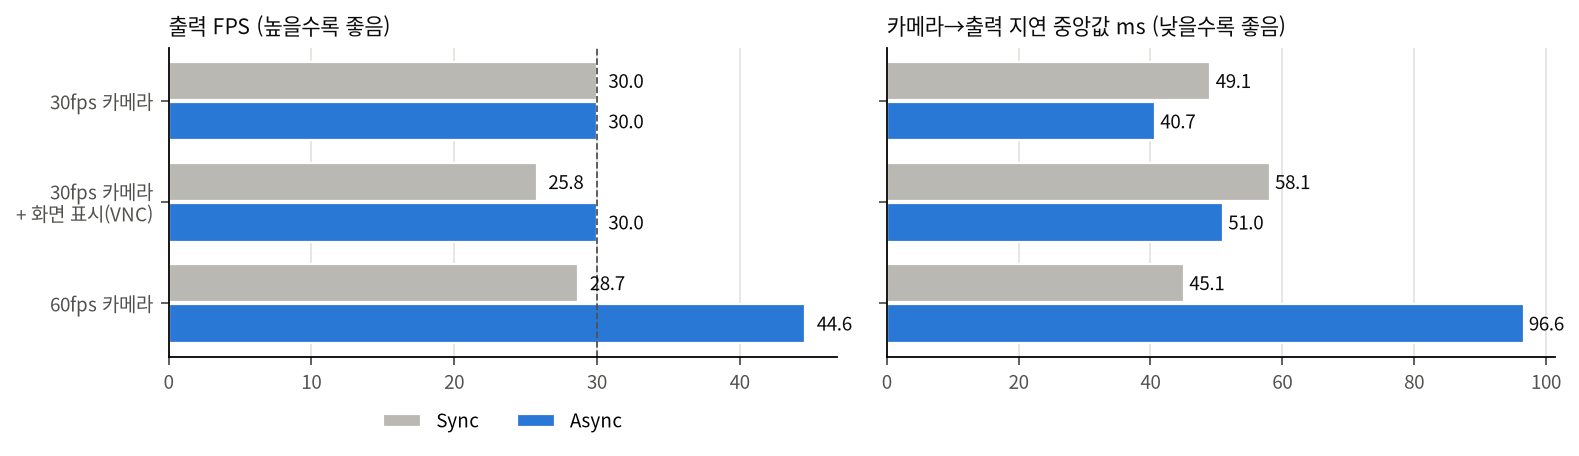 출력 FPS (높을수록 좋음)
30fps 카메라
30fps 카메라
+ 화면 표시(VNC)
60fps 카메라
30.0
30.0
25.8
30.0
28.7
44.6
0 10 20 30 40
카메라→출력 지연 중앙값 ms (낮을수록 좋음)
49.1
40.7
58.1
51.0
45.1
96.6
0 20 40 60 80 100
Sync Async